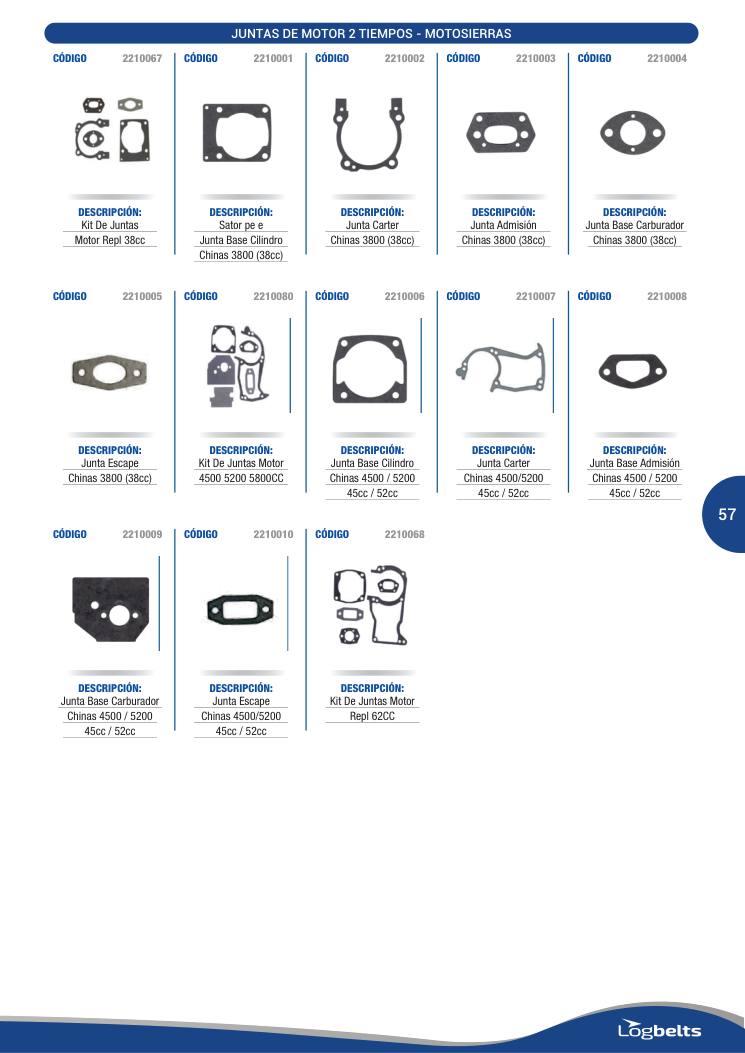 JUNTAS DE MOTOR 2 TIEMPOS - MOTOSIERRAS
CÓDIGO 2210067
DESCRIPCIÓN:
Kit De Juntas
Motor Repl 38cc
CÓDIGO 2210001
DESCRIPCIÓN:
Sator pe e
Junta Base Cilindro
Chinas 3800 (38cc)
CÓDIGO 2210002
DESCRIPCIÓN:
Junta Carter
Chinas 3800 (38cc)
CÓDIGO 2210003
DESCRIPCIÓN:
Junta Admisión
Chinas 3800 (38cc)
CÓDIGO 2210004
DESCRIPCIÓN:
Junta Base Carburador
Chinas 3800 (38cc)
CÓDIGO 2210005
DESCRIPCIÓN:
Junta Escape
Chinas 3800 (38cc)
CÓDIGO 2210080
DESCRIPCIÓN:
Kit De Juntas Motor
4500 5200 5800CC
CÓDIGO 2210006
DESCRIPCIÓN:
Junta Base Cilindro
Chinas 4500 / 5200
45cc / 52cc
CÓDIGO 2210007
DESCRIPCIÓN:
Junta Carter
Chinas 4500/5200
45cc / 52cc
CÓDIGO 2210008
DESCRIPCIÓN:
Junta Base Admisión
Chinas 4500 / 5200
45cc / 52cc
57
CÓDIGO 2210009
DESCRIPCIÓN:
Junta Base Carburador
Chinas 4500 / 5200
45cc / 52cc
CÓDIGO 2210010
DESCRIPCIÓN:
Junta Escape
Chinas 4500/5200
45cc / 52cc
CÓDIGO 2210068
DESCRIPCIÓN:
Kit De Juntas Motor
Repl 62CC
Logbelts